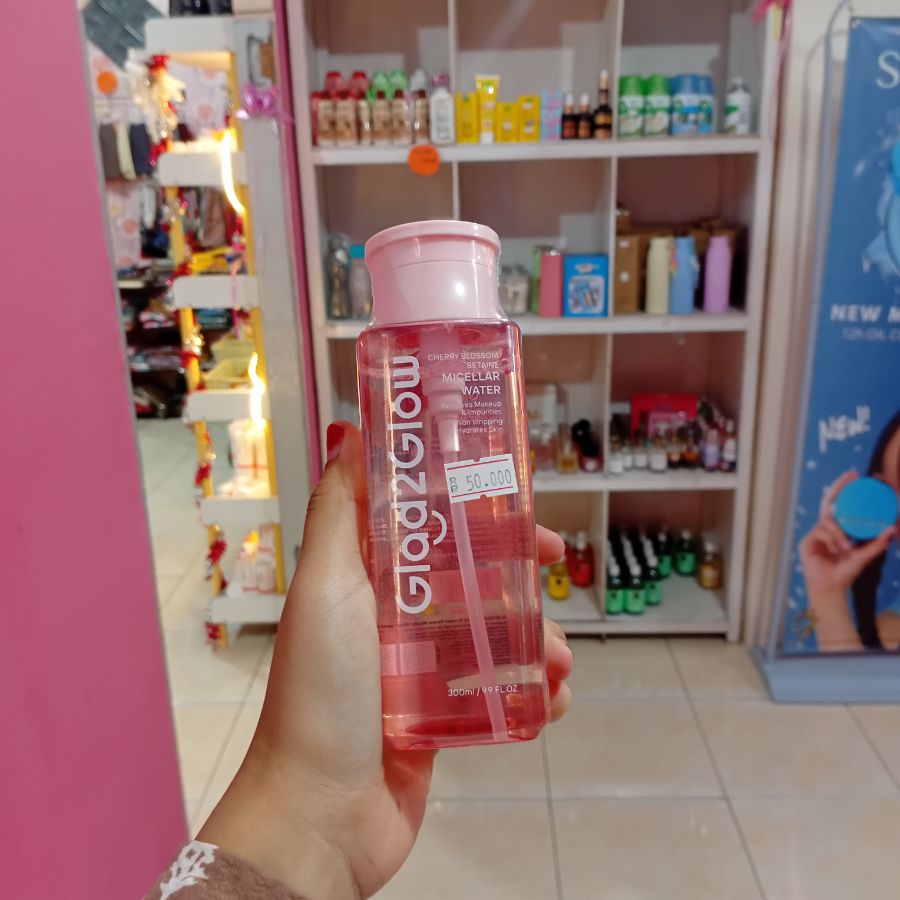 CHERRY BLOSSOM
BETAINE
MICELLAR
WATER
Removes Makeup
& Impurities
Non stripping
Hydrates Skin
Glad2Glow
RP 50.000
300ml / 9.9 FL.OZ
S
NEW M
NEW!